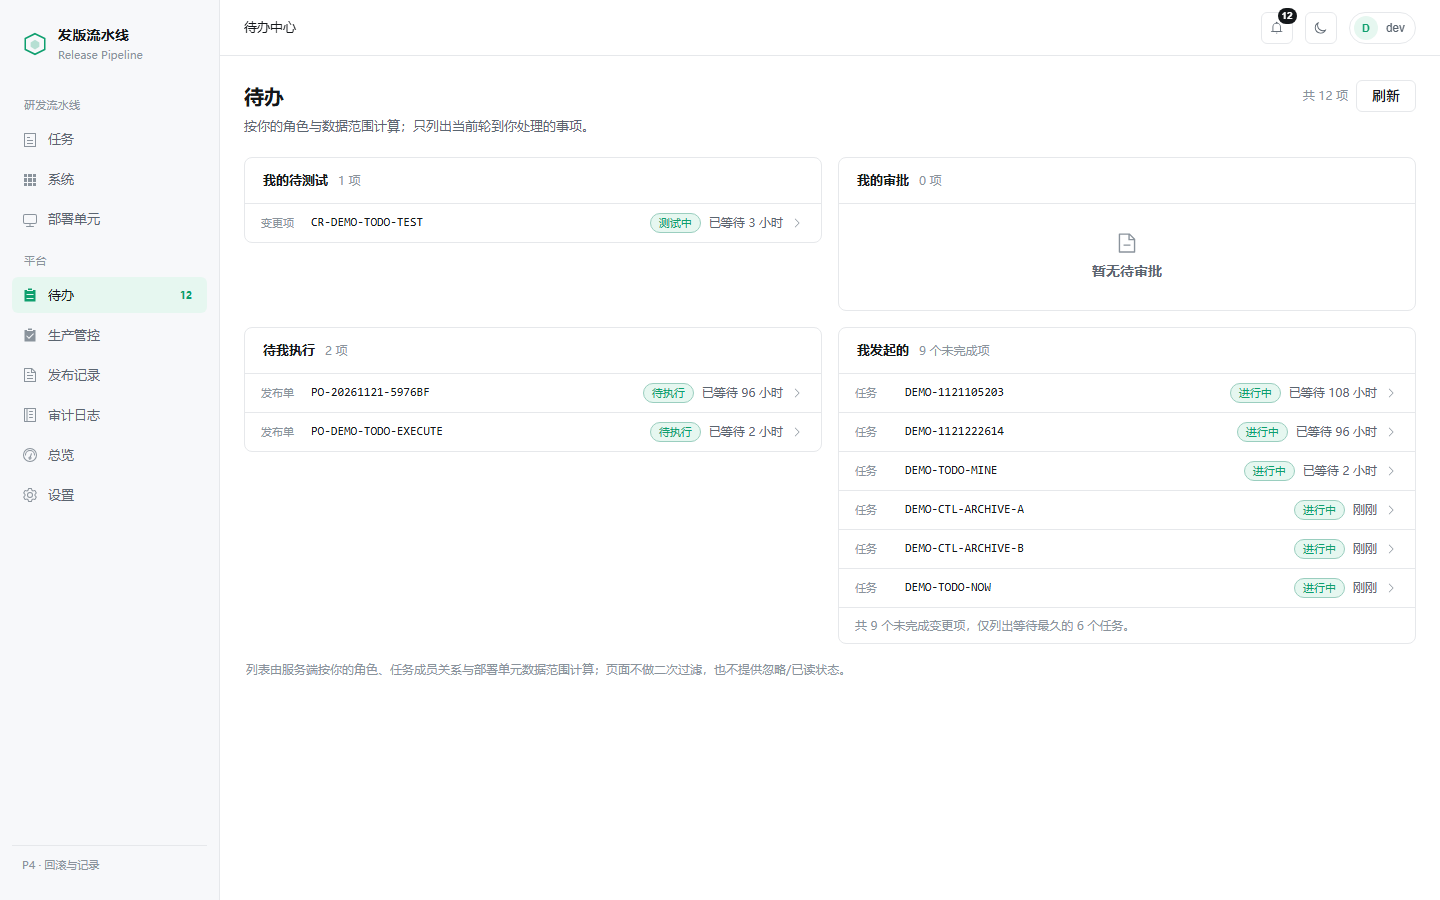 发版流水线
Release Pipeline
研发流水线
任务
系统
部署单元
平台
待办 12
生产管控
发布记录
审计日志
总览
设置
P4 · 回滚与记录
待办中心
12
D dev
待办
共 12 项 刷新
按你的角色与数据范围计算；只列出当前轮到你处理的事项。
我的待测试 1 项
变更项 CR-DEMO-TODO-TEST 测试中 已等待 3 小时
我的审批 0 项
暂无待审批
待我执行 2 项
发布单 PO-20261121-5976BF 待执行 已等待 96 小时
发布单 PO-DEMO-TODO-EXECUTE 待执行 已等待 2 小时
我发起的 9 个未完成项
任务 DEMO-1121105203 进行中 已等待 108 小时
任务 DEMO-1121222614 进行中 已等待 96 小时
任务 DEMO-TODO-MINE 进行中 已等待 2 小时
任务 DEMO-CTL-ARCHIVE-A 进行中 刚刚
任务 DEMO-CTL-ARCHIVE-B 进行中 刚刚
任务 DEMO-TODO-NOW 进行中 刚刚
共 9 个未完成变更项，仅列出等待最久的 6 个任务。
列表由服务端按你的角色、任务成员关系与部署单元数据范围计算；页面不做二次过滤，也不提供忽略/已读状态。